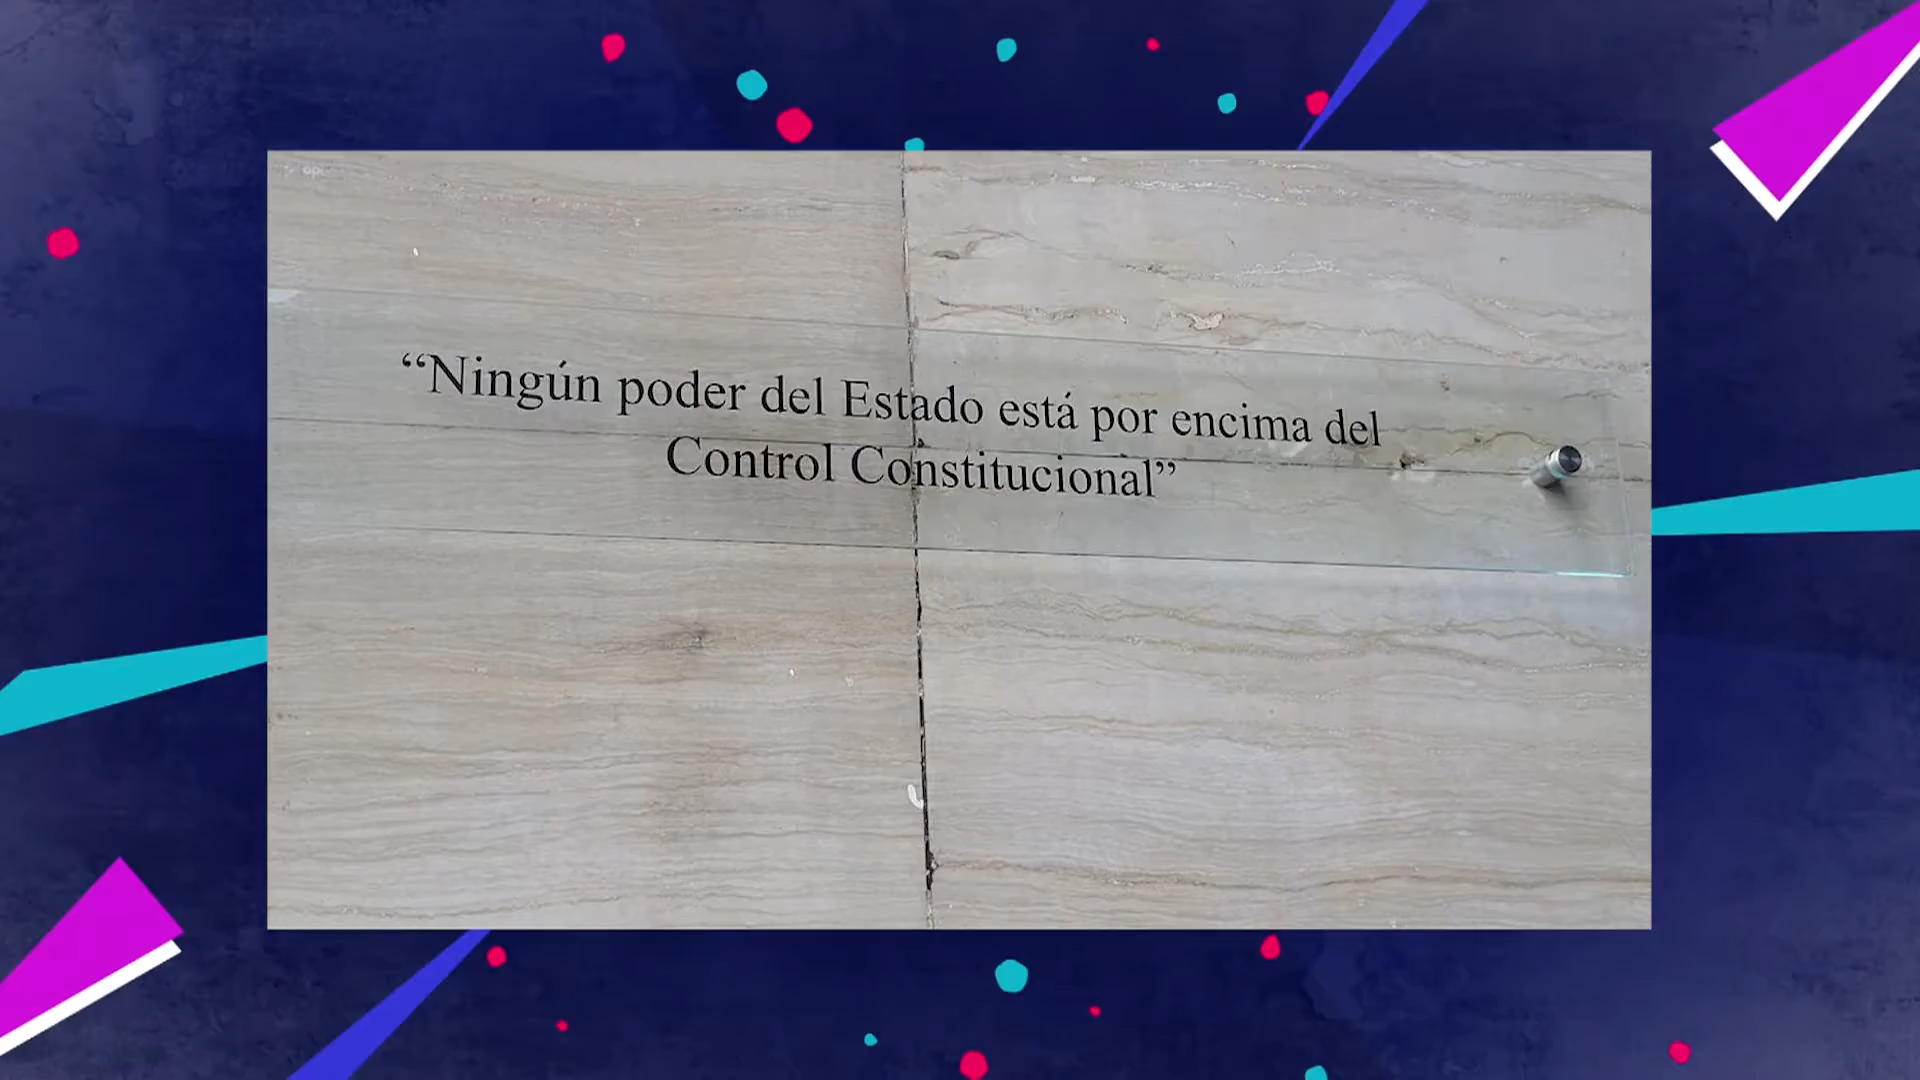 “Ningún poder del Estado está por encima del
Control Constitucional”